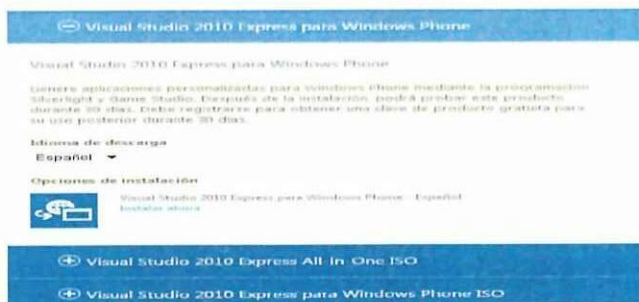 Visual Studio 2010 Express para Windows Phone
Visual Studio 2010 Express para Windows Phone
Genere aplicaciones personalizadas para Windows Phone mediante la programación
Silverlight y Game Studio. Después de la instalación, podrá probar este producto
durante 30 días. Debe registrarse para obtener una clave de producto gratuita para
su uso posterior durante 30 días.
Idioma de descarga
Español
Opciones de instalación
Visual Studio 2010 Express para Windows Phone - Español
Instalar ahora
Visual Studio 2010 Express All-in-One ISO
Visual Studio 2010 Express para Windows Phone ISO